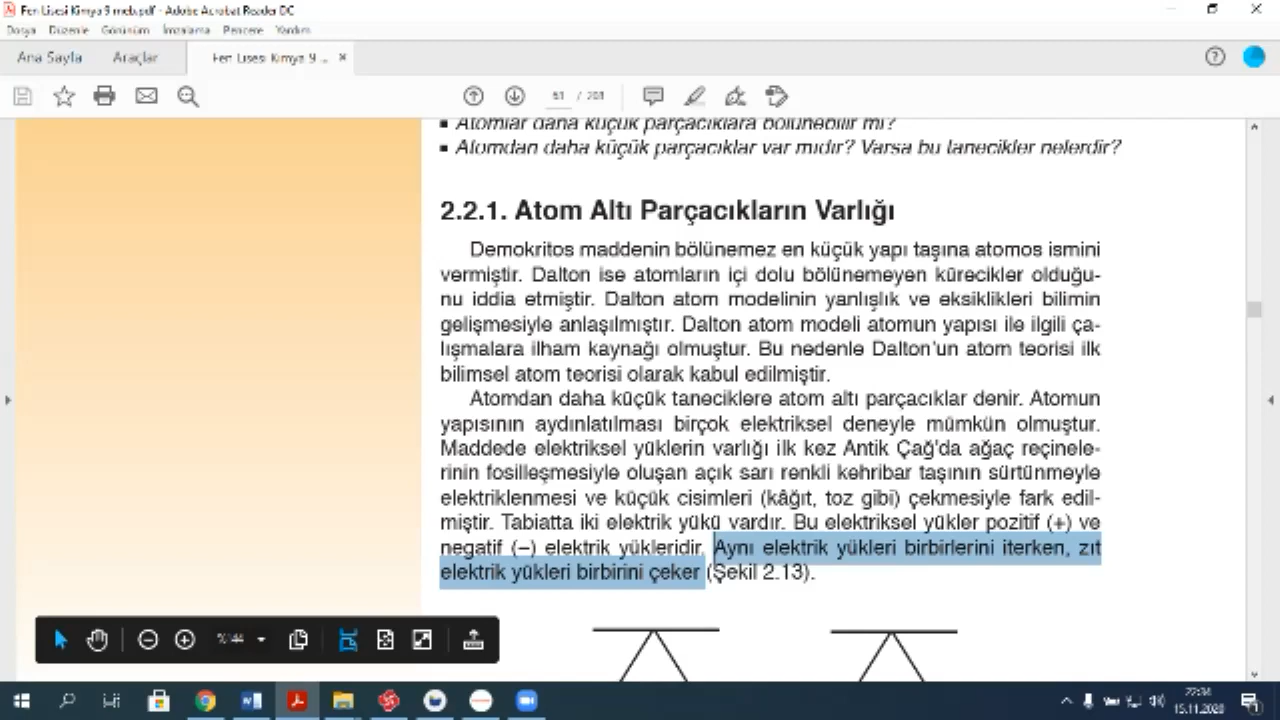 Fen Lisesi Kimya 9 meb.pdf - Adobe Acrobat Reader DC
Dosya Düzenle Görünüm İmzalama Pencere Yardım
Ana Sayfa Araçlar Fen Lisesi Kimya 9 ... ×
/ 203
▪ Atomlar daha küçük parçacıklara bölünebilir mi?
▪ Atomdan daha küçük parçacıklar var mıdır? Varsa bu tanecikler nelerdir?
2.2.1. Atom Altı Parçacıkların Varlığı
Demokritos maddenin bölünemez en küçük yapı taşına atomos ismini
vermiştir. Dalton ise atomların içi dolu bölünemeyen kürecikler olduğu-
nu iddia etmiştir. Dalton atom modelinin yanlışlık ve eksiklikleri bilimin
gelişmesiyle anlaşılmıştır. Dalton atom modeli atomun yapısı ile ilgili ça-
lışmalara ilham kaynağı olmuştur. Bu nedenle Dalton'un atom teorisi ilk
bilimsel atom teorisi olarak kabul edilmiştir.
Atomdan daha küçük taneciklere atom altı parçacıklar denir. Atomun
yapısının aydınlatılması birçok elektriksel deneyle mümkün olmuştur.
Maddede elektriksel yüklerin varlığı ilk kez Antik Çağ'da ağaç reçinele-
rinin fosilleşmesiyle oluşan açık sarı renkli kehribar taşının sürtünmeyle
elektriklenmesi ve küçük cisimleri (kâğıt, toz gibi) çekmesiyle fark edil-
miştir. Tabiatta iki elektrik yükü vardır. Bu elektriksel yükler pozitif (+) ve
negatif (–) elektrik yükleridir. Aynı elektrik yükleri birbirlerini iterken, zıt
elektrik yükleri birbirini çeker (Şekil 2.13).
%144
22:34
15.11.2020